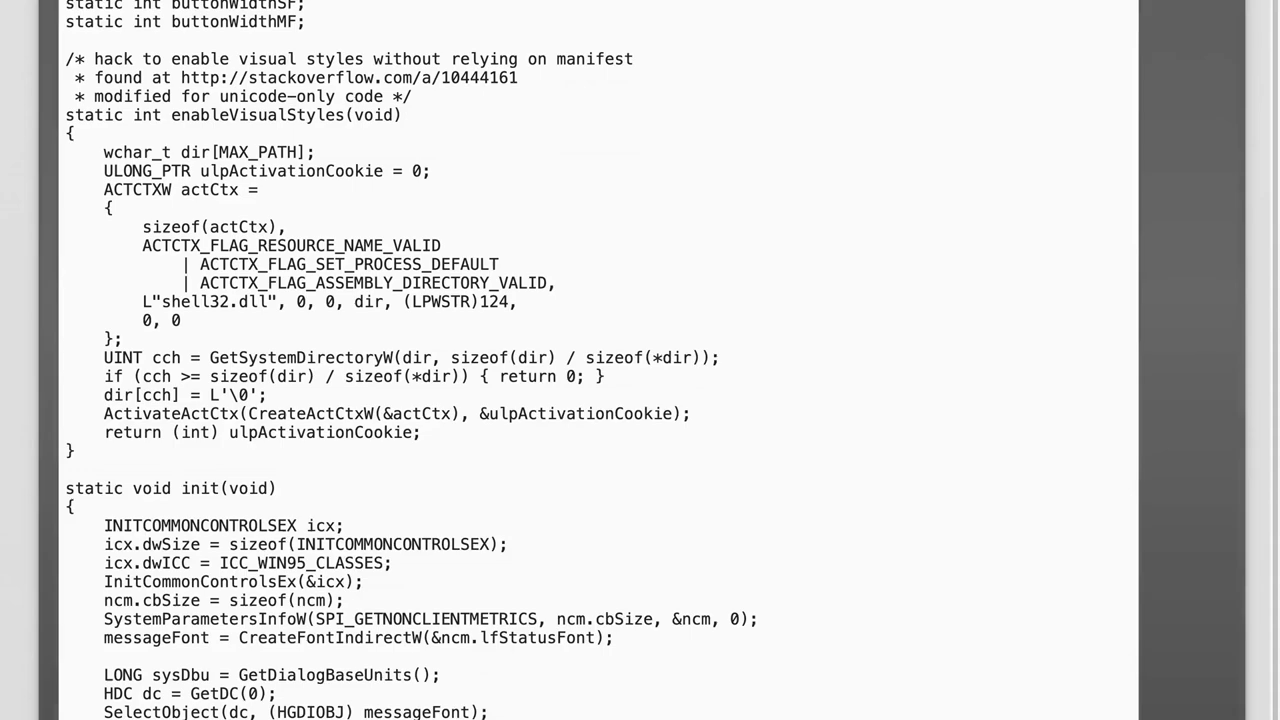 static int buttonWidthSF;
static int buttonWidthMF;
/* hack to enable visual styles without relying on manifest
 * found at http://stackoverflow.com/a/10444161
 * modified for unicode-only code */
static int enableVisualStyles(void)
{
    wchar_t dir[MAX_PATH];
    ULONG_PTR ulpActivationCookie = 0;
    ACTCTXW actCtx =
    {
        sizeof(actCtx),
        ACTCTX_FLAG_RESOURCE_NAME_VALID
            | ACTCTX_FLAG_SET_PROCESS_DEFAULT
            | ACTCTX_FLAG_ASSEMBLY_DIRECTORY_VALID,
        L"shell32.dll", 0, 0, dir, (LPWSTR)124,
        0, 0
    };
    UINT cch = GetSystemDirectoryW(dir, sizeof(dir) / sizeof(*dir));
    if (cch >= sizeof(dir) / sizeof(*dir)) { return 0; }
    dir[cch] = L'\0';
    ActivateActCtx(CreateActCtxW(&actCtx), &ulpActivationCookie);
    return (int) ulpActivationCookie;
}
static void init(void)
{
    INITCOMMONCONTROLSEX icx;
    icx.dwSize = sizeof(INITCOMMONCONTROLSEX);
    icx.dwICC = ICC_WIN95_CLASSES;
    InitCommonControlsEx(&icx);
    ncm.cbSize = sizeof(ncm);
    SystemParametersInfoW(SPI_GETNONCLIENTMETRICS, ncm.cbSize, &ncm, 0);
    messageFont = CreateFontIndirectW(&ncm.lfStatusFont);
    LONG sysDbu = GetDialogBaseUnits();
    HDC dc = GetDC(0);
    SelectObject(dc, (HGDIOBJ) messageFont);